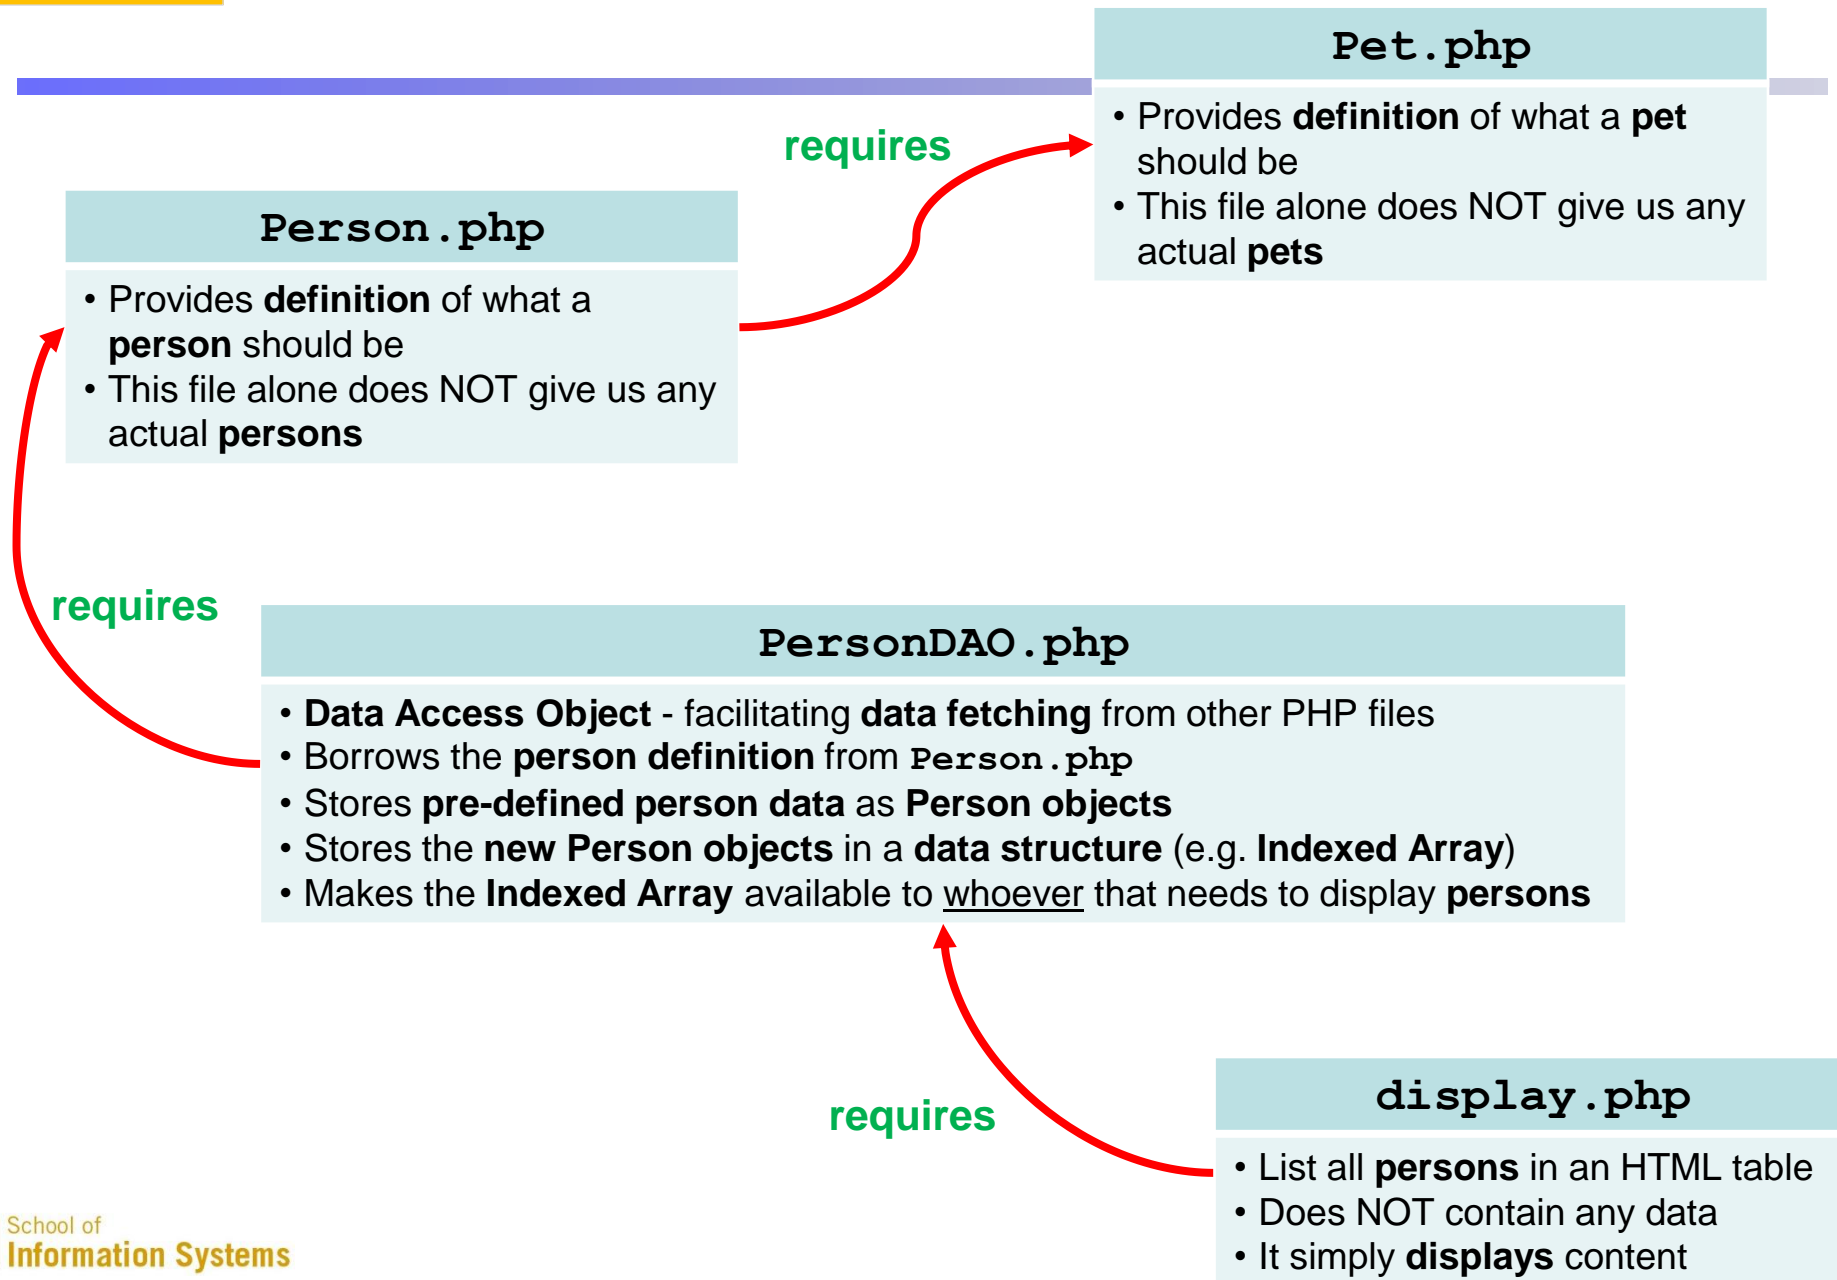 Pet.php
• Provides definition of what a pet
should be
• This file alone does NOT give us any
actual pets
requires
Person.php
• Provides definition of what a
person should be
• This file alone does NOT give us any
actual persons
requires
PersonDAO.php
• Data Access Object - facilitating data fetching from other PHP files
• Borrows the person definition from Person.php
• Stores pre-defined person data as Person objects
• Stores the new Person objects in a data structure (e.g. Indexed Array)
• Makes the Indexed Array available to whoever that needs to display persons
requires
display.php
• List all persons in an HTML table
• Does NOT contain any data
• It simply displays content
School of
Information Systems